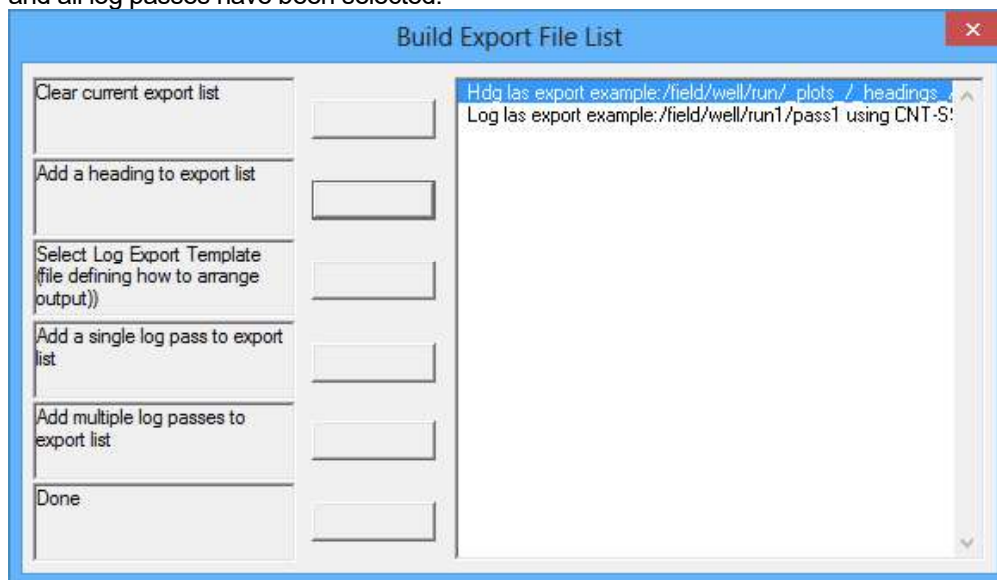 and all log passes have been selected.
Build Export File List
Clear current export list
Add a heading to export list
Select Log Export Template
(file defining how to arrange
output))
Add a single log pass to export
list
Add multiple log passes to
export list
Done
Hdg las export example:/field/well/run/_plots_/_headings_
Log las export example:/field/well/run1/pass1 using CNT-S